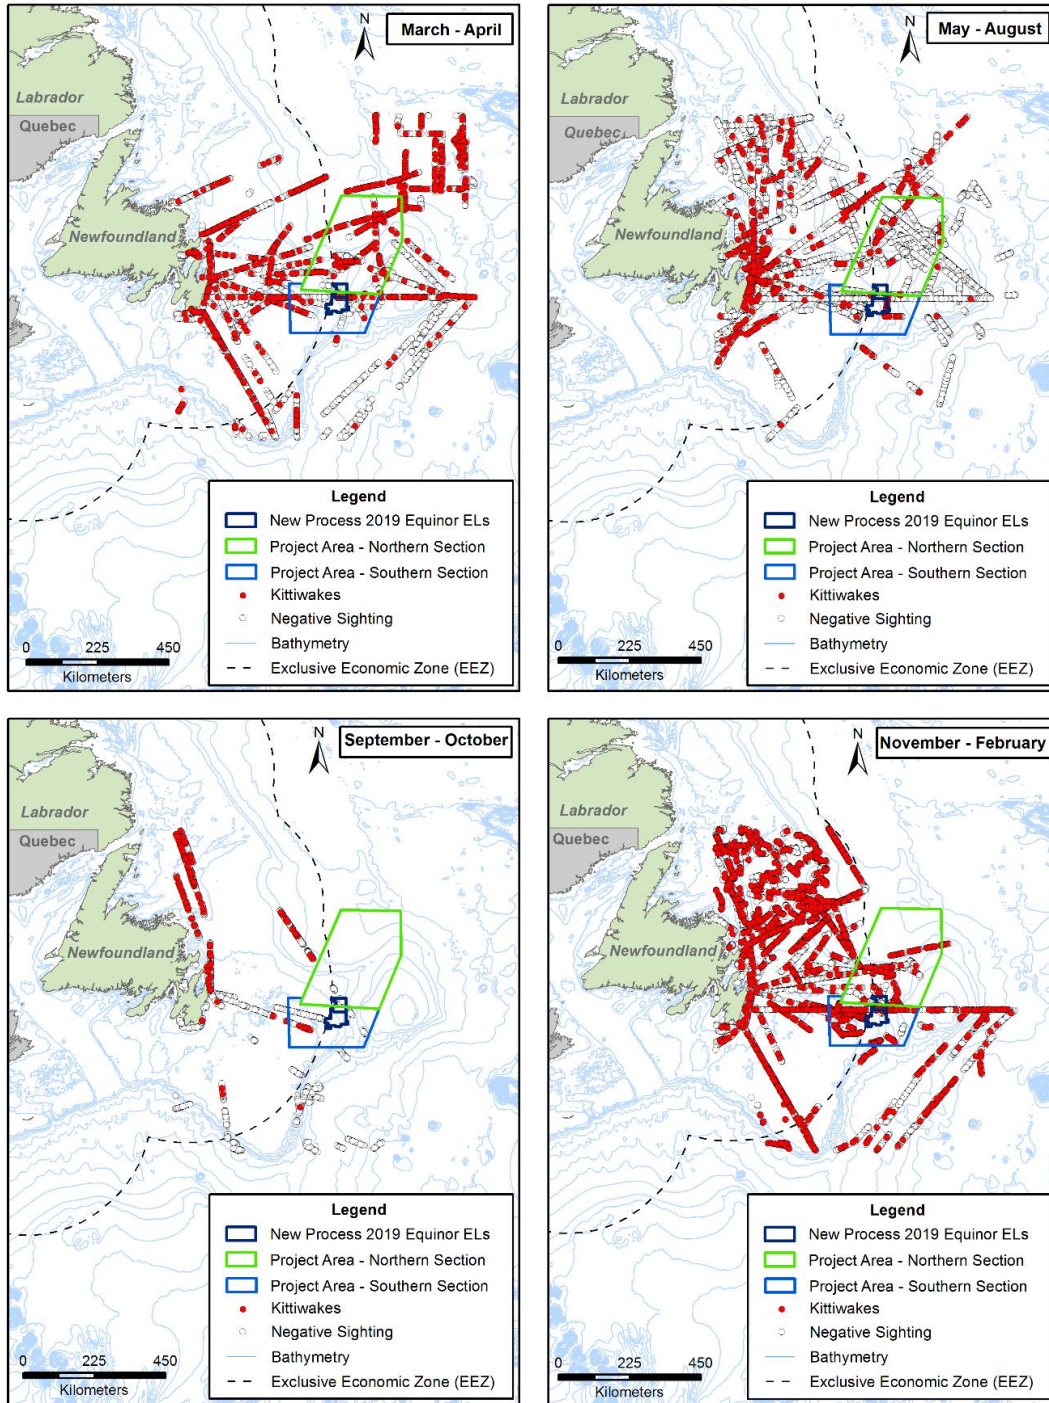 N
March - April
Labrador
Quebec
Newfoundland
Legend
New Process 2019 Equinor ELs
Project Area - Northern Section
Project Area - Southern Section
Kittiwakes
Negative Sighting
Bathymetry
Exclusive Economic Zone (EEZ)
0 225 450
Kilometers
N
May - August
Labrador
Quebec
Newfoundland
Legend
New Process 2019 Equinor ELs
Project Area - Northern Section
Project Area - Southern Section
Kittiwakes
Negative Sighting
Bathymetry
Exclusive Economic Zone (EEZ)
0 225 450
Kilometers
N
September - October
Labrador
Quebec
Newfoundland
Legend
New Process 2019 Equinor ELs
Project Area - Northern Section
Project Area - Southern Section
Kittiwakes
Negative Sighting
Bathymetry
Exclusive Economic Zone (EEZ)
0 225 450
Kilometers
N
November - February
Labrador
Quebec
Newfoundland
Legend
New Process 2019 Equinor ELs
Project Area - Northern Section
Project Area - Southern Section
Kittiwakes
Negative Sighting
Bathymetry
Exclusive Economic Zone (EEZ)
0 225 450
Kilometers